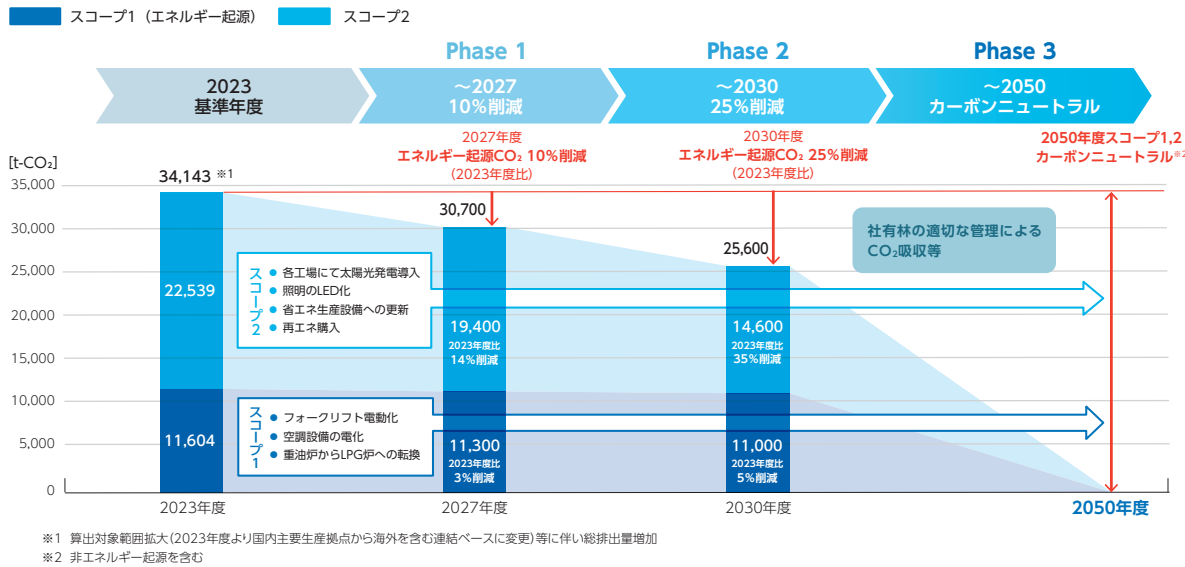 スコープ1（エネルギー起源）
スコープ2
Phase 1
Phase 2
Phase 3
2023
基準年度
～2027
10%削減
～2030
25%削減
～2050
カーボンニュートラル
2027年度
エネルギー起源CO₂ 10%削減
（2023年度比）
2030年度
エネルギー起源CO₂ 25%削減
（2023年度比）
2050年度スコープ1,2
カーボンニュートラル※2
[t-CO₂]
35,000
30,000
25,000
20,000
15,000
10,000
5,000
0
34,143 ※1
22,539
11,604
30,700
19,400
2023年度比
14%削減
11,300
2023年度比
3%削減
25,600
14,600
2023年度比
35%削減
11,000
2023年度比
5%削減
スコープ2
● 各工場にて太陽光発電導入
● 照明のLED化
● 省エネ生産設備への更新
● 再エネ購入
スコープ1
● フォークリフト電動化
● 空調設備の電化
● 重油炉からLPG炉への転換
社有林の適切な管理による
CO₂吸収等
2023年度
2027年度
2030年度
2050年度
※1 算出対象範囲拡大（2023年度より国内主要生産拠点から海外を含む連結ベースに変更）等に伴い総排出量増加
※2 非エネルギー起源を含む